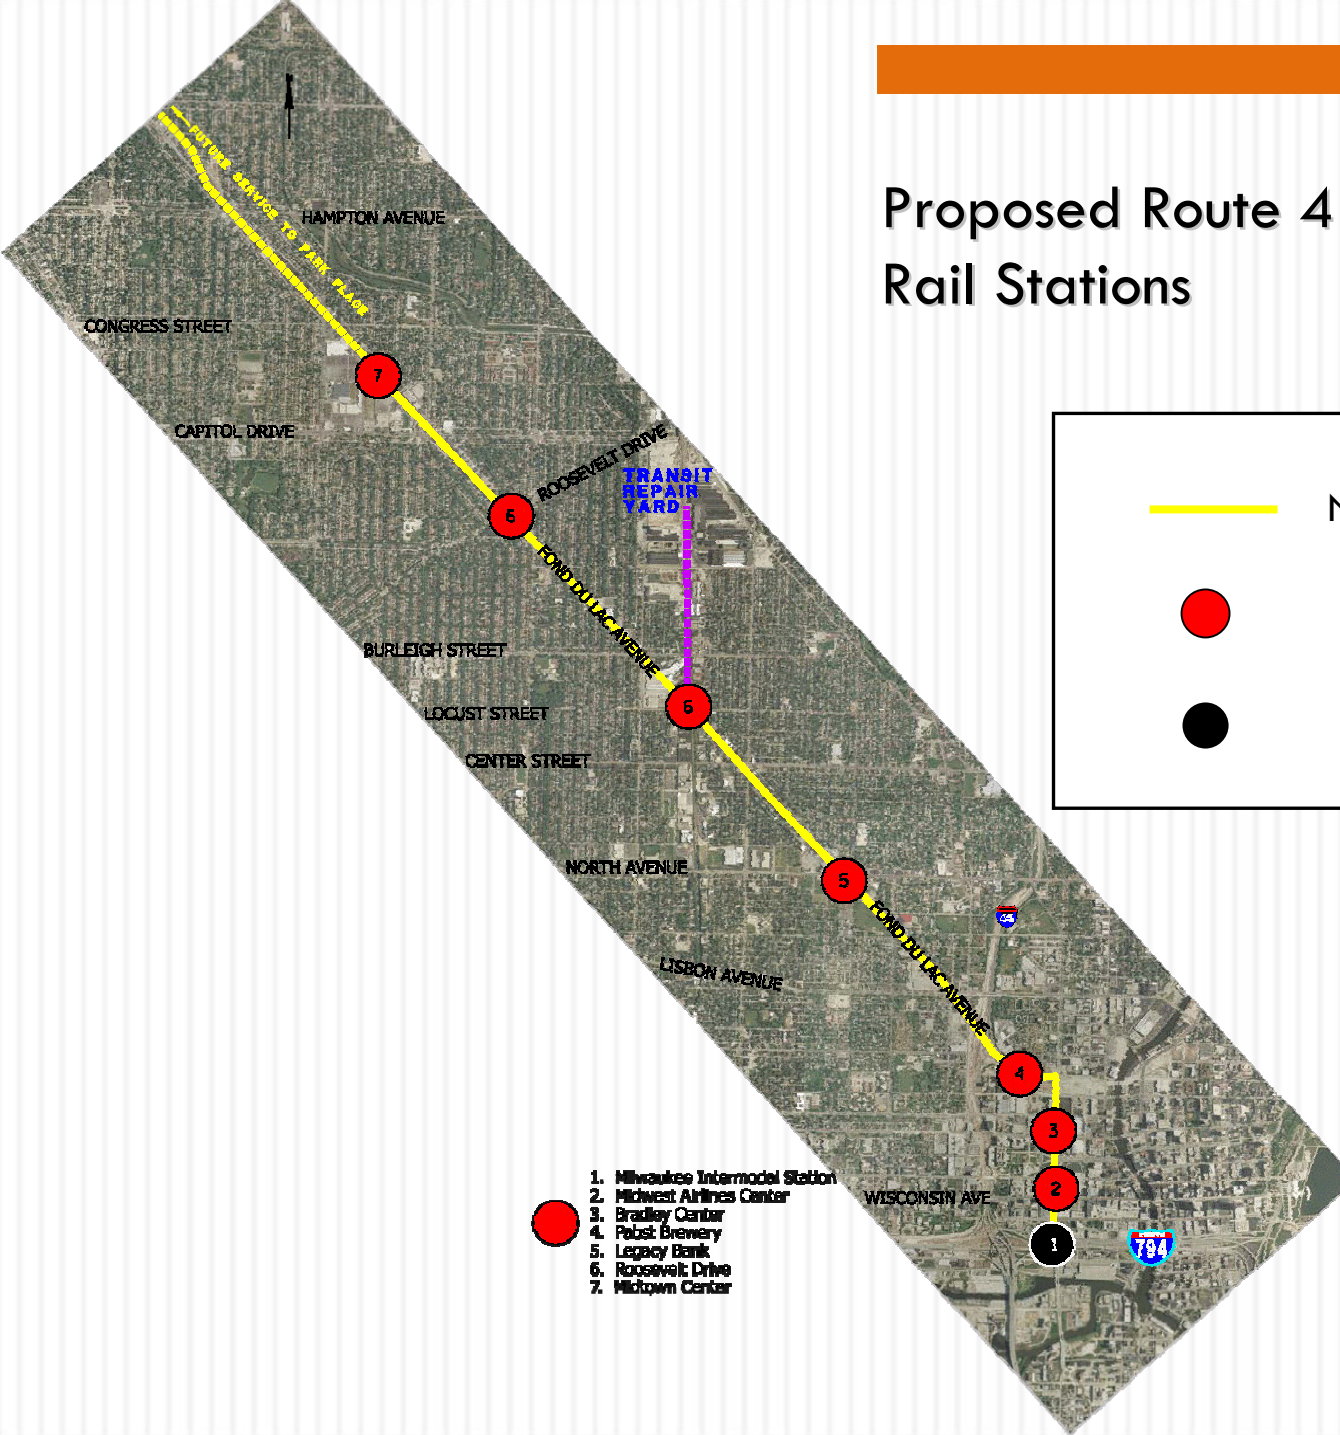 Proposed Route 4
Rail Stations
FUTURE SERVICE TO PARK PLACE
HAMPTON AVENUE
CONGRESS STREET
7
CAPITOL DRIVE
ROOSEVELT DRIVE
TRANSIT
REPAIR
YARD
6
FOND DU LAC AVENUE
BURLEIGH STREET
6
LOCUST STREET
CENTER STREET
NORTH AVENUE
5
FOND DU LAC AVENUE
LISBON AVENUE
4
3
2
WISCONSIN AVE
1
794
N
1. Milwaukee Intermodal Station
2. Midwest Airlines Center
3. Bradley Center
4. Pabst Brewery
5. Legacy Bank
6. Roosevelt Drive
7. Midtown Center